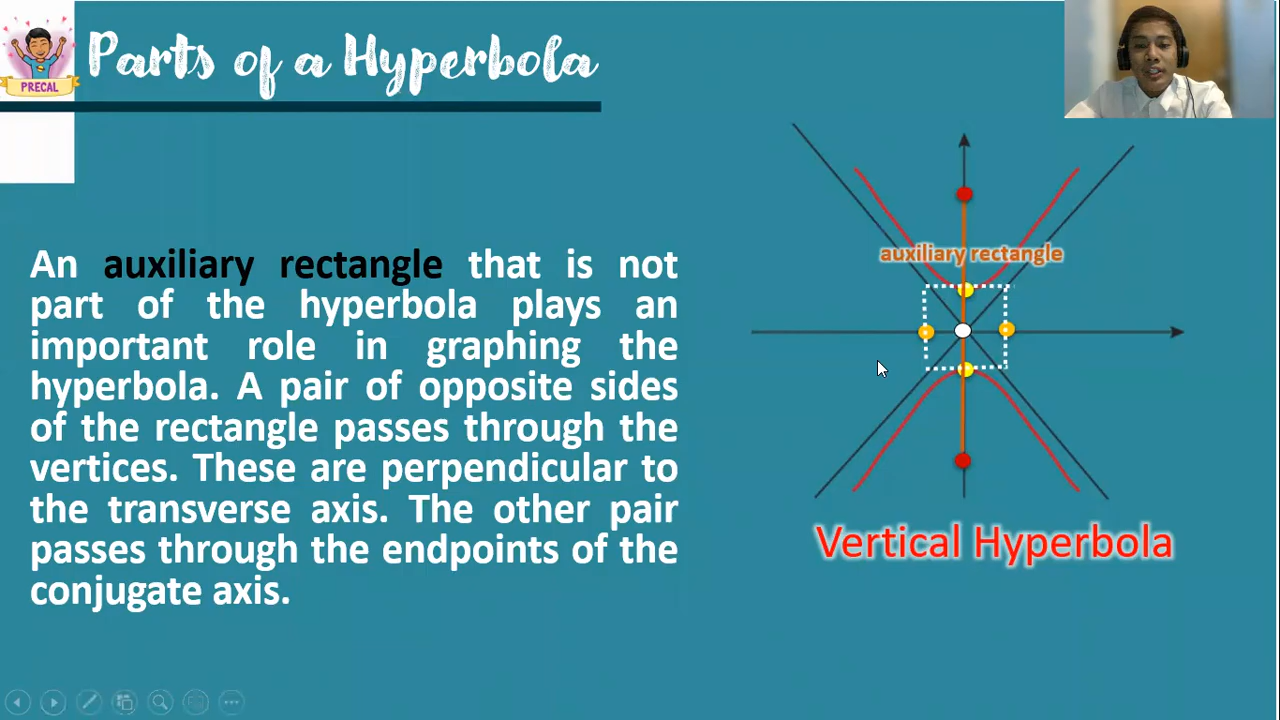 Parts of a Hyperbola
PRECAL
An auxiliary rectangle that is not
part of the hyperbola plays an
important role in graphing the
hyperbola. A pair of opposite sides
of the rectangle passes through the
vertices. These are perpendicular to
the transverse axis. The other pair
passes through the endpoints of the
conjugate axis.
auxiliary rectangle
Vertical Hyperbola